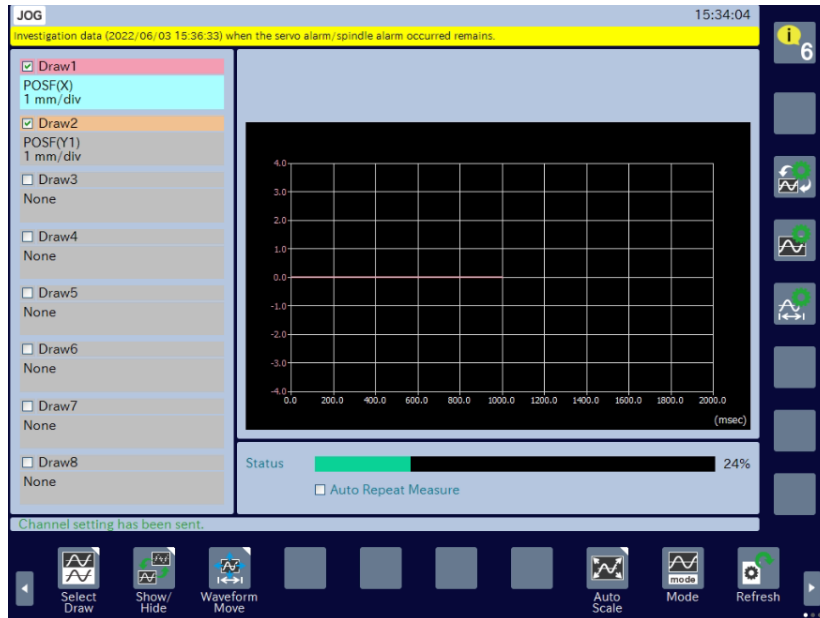 JOG
15:34:04
Investigation data (2022/06/03 15:36:33) when the servo alarm/spindle alarm occurred remains.
i
6
Draw1
POSF(X)
1 mm/div
Draw2
POSF(Y1)
1 mm/div
Draw3
None
Draw4
None
Draw5
None
Draw6
None
Draw7
None
Draw8
None
4.0
3.0
2.0
1.0
0.0
-1.0
-2.0
-3.0
-4.0
0.0 200.0 400.0 600.0 800.0 1000.0 1200.0 1400.0 1600.0 1800.0 2000.0
(msec)
Status 24%
Auto Repeat Measure
Channel setting has been sent.
Select
Draw
Show/
Hide
Waveform
Move
Auto
Scale
mode
Mode
Refresh